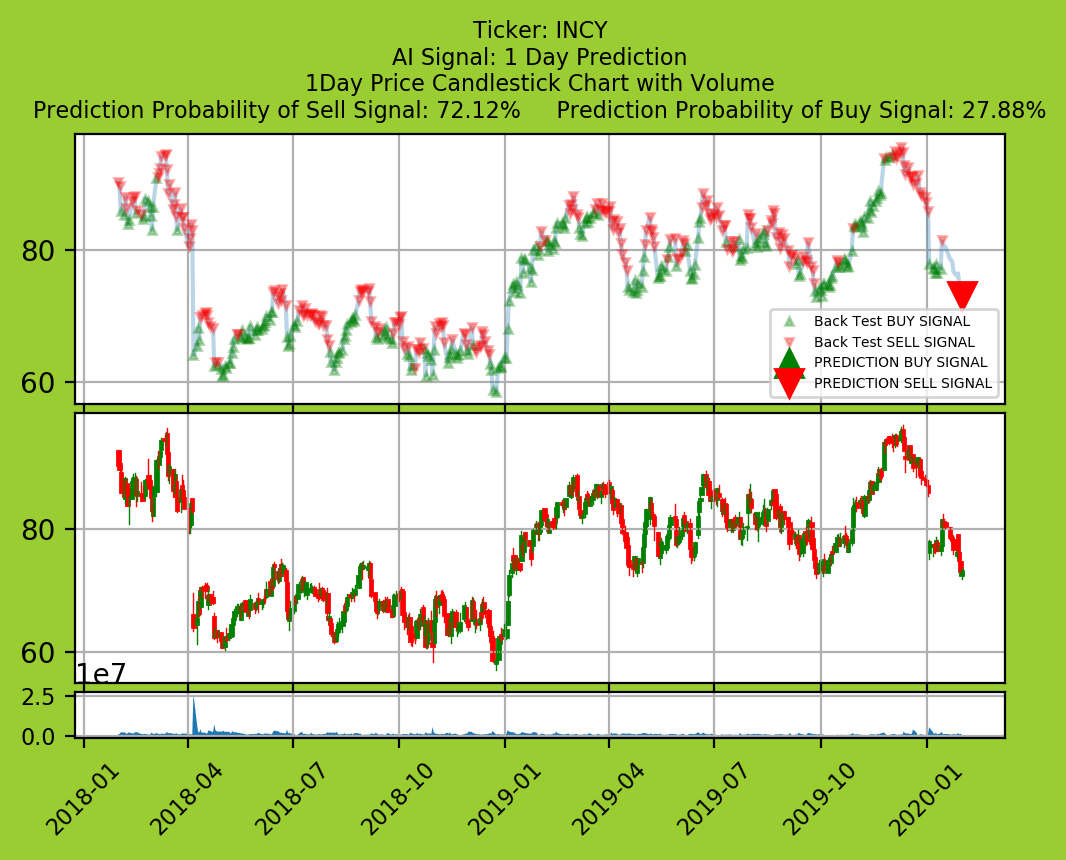 Ticker: INCY
AI Signal: 1 Day Prediction
1Day Price Candlestick Chart with Volume
Prediction Probability of Sell Signal: 72.12%     Prediction Probability of Buy Signal: 27.88%
80
60
Back Test BUY SIGNAL
Back Test SELL SIGNAL
PREDICTION BUY SIGNAL
PREDICTION SELL SIGNAL
80
60
1e7
2.5
0.0
2018-01
2018-04
2018-07
2018-10
2019-01
2019-04
2019-07
2019-10
2020-01